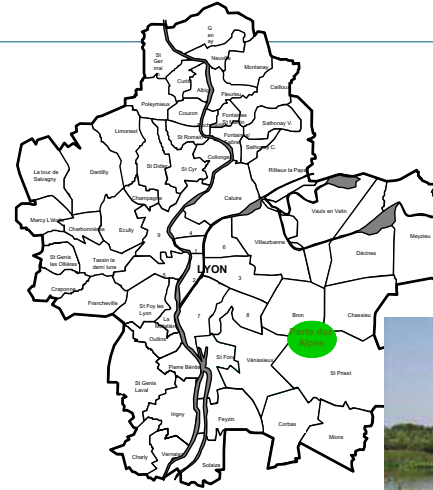 G
en
ay
St
Ger
mai
Neuville
Montanay
Curis
Albig
Fleurieu
Cailloux
Poleymieux
Couzon
Fontaines
St Martin
Sathonay V.
Limonest
St Romain
Fontaines/
Saône
Sathonay C.
Collonges
Rillieux la Pape
La tour de
Salvagny
Dardilly
St Didier
St Cyr
Champagne
Caluire
Vaulx en Velin
Meyzieu
Marcy L'étoile
Charbonnières
Ecully
9
4
1
6
Villeurbanne
Décines
St Genis
les Ollières
Tassin la
demi lune
LYON
5
2
3
Craponne
Francheville
St Foy les
Lyon
La
Mulatière
7
8
Bron
Chassieu
Porte des
Alpes
Oullins
Pierre Bénite
St Fons
Vénissieux
St Priest
St Genis
Laval
Irigny
Feyzin
Corbas
Mions
Charly
Vernaison
Solaize